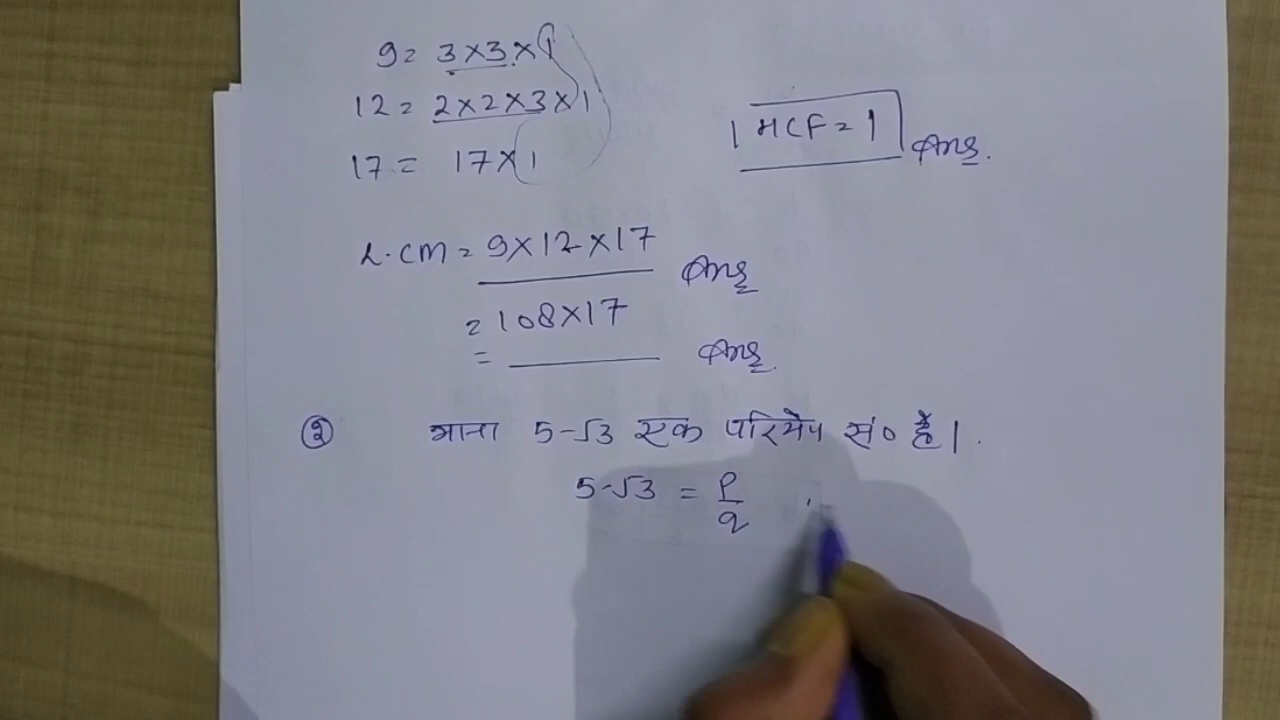 9= 3×3×1
12= 2×2×3×1
17= 17×1
HCF= 1 Ans.
L.CM= 9×12×17 Ans
= 108×17
= ______ Ans.
② माना 5-√3 एक परिमेय सं० है।
5-√3 = p/q